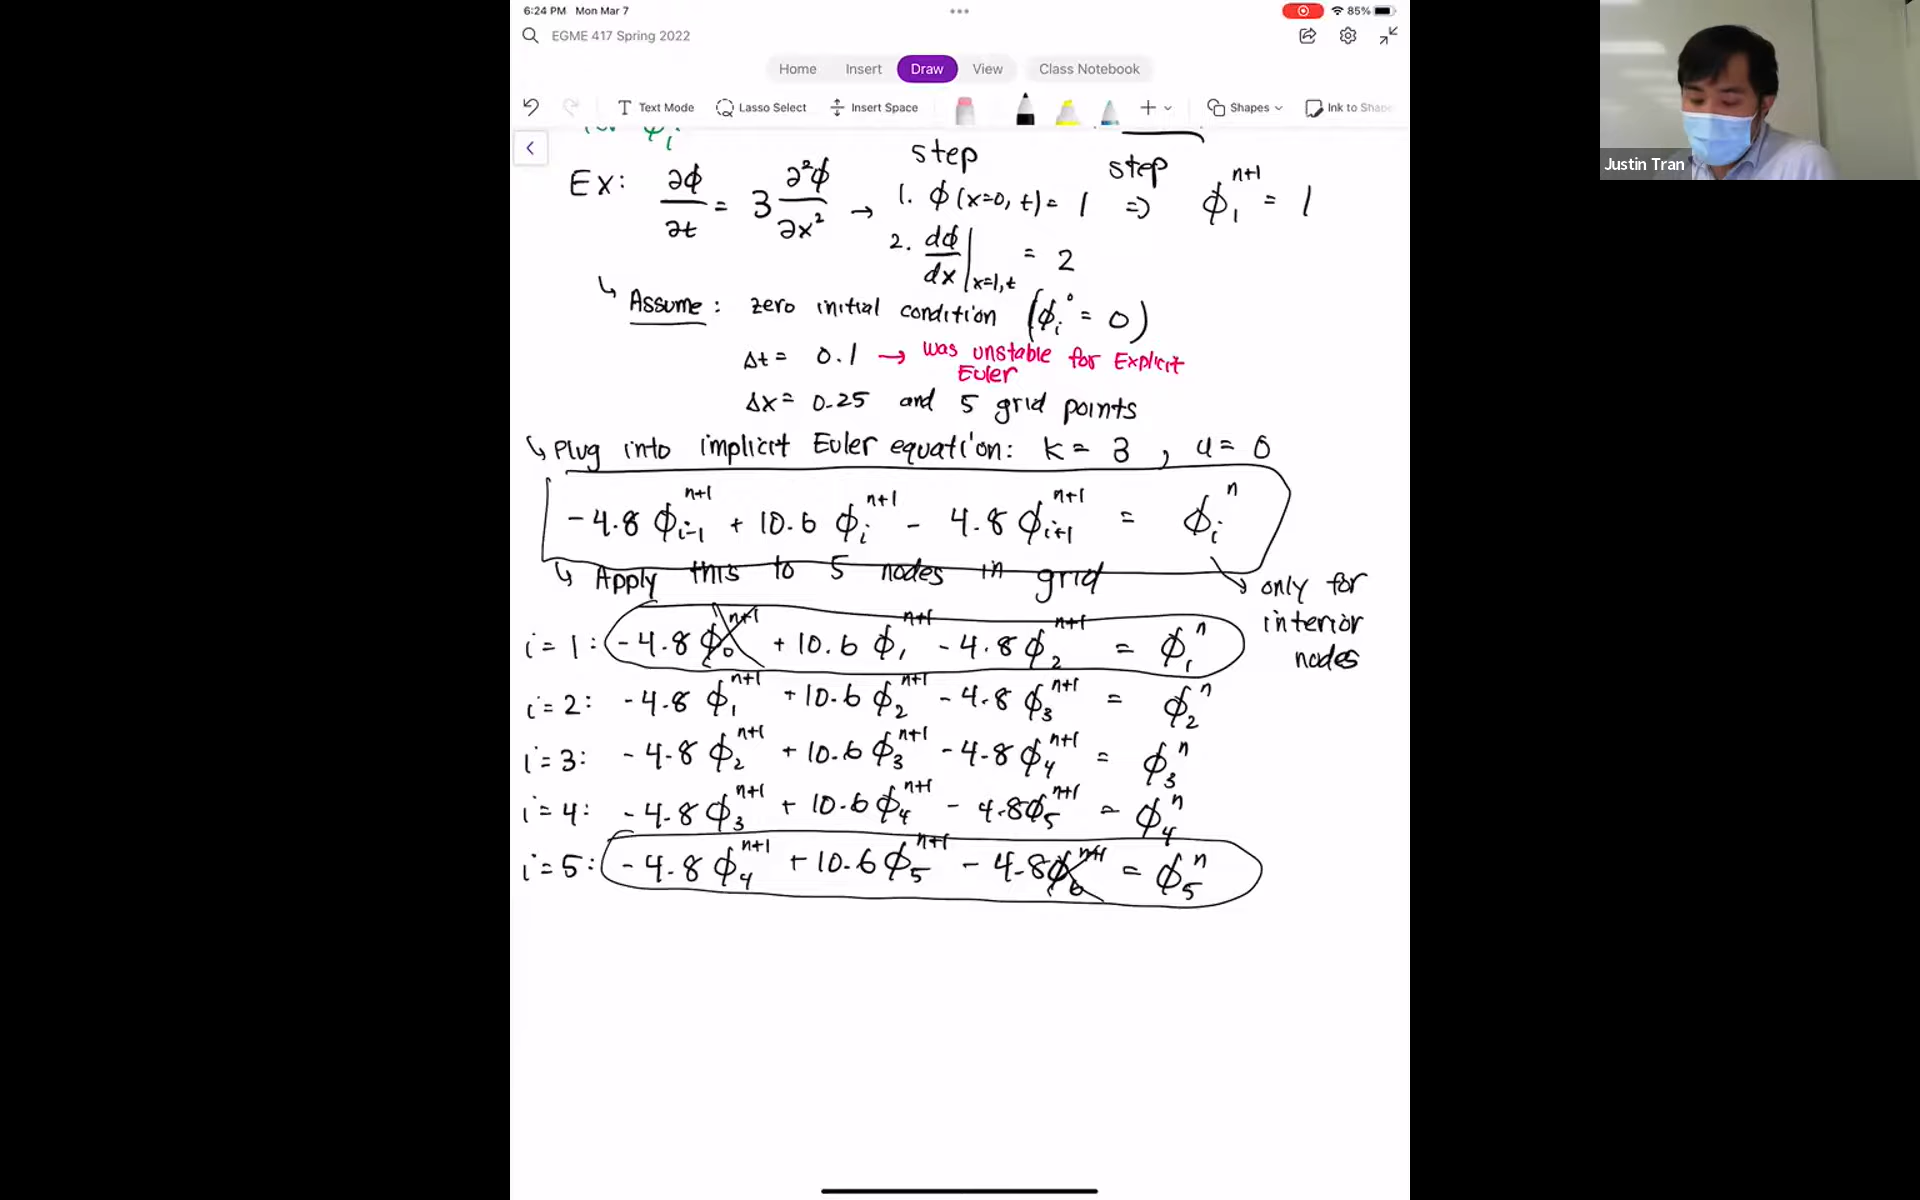 6:24 PM Mon Mar 7
85%
EGME 417 Spring 2022
Home Insert Draw View Class Notebook
Text Mode Lasso Select Insert Space Shapes Ink to Shape
Justin Tran
for ϕᵢ
step step
Ex: ∂ϕ/∂t = 3 ∂²ϕ/∂x² → 1. ϕ(x=0, t) = 1 => ϕ₁ⁿ⁺¹ = 1
2. dϕ/dx |x=1,t = 2
↳ Assume: zero initial condition (ϕᵢ⁰ = 0)
Δt = 0.1 → was unstable for Explicit
Euler
Δx = 0.25 and 5 grid points
↳ Plug into implicit Euler equation: k = 3, u = 0
-4.8 ϕᵢ₋₁ⁿ⁺¹ + 10.6 ϕᵢⁿ⁺¹ - 4.8 ϕᵢ₊₁ⁿ⁺¹ = ϕᵢⁿ
↳ Apply this to 5 nodes in grid
↘ only for
interior
nodes
i = 1: -4.8 ϕ₀ⁿ⁺¹ + 10.6 ϕ₁ⁿ⁺¹ - 4.8 ϕ₂ⁿ⁺¹ = ϕ₁ⁿ
i = 2: -4.8 ϕ₁ⁿ⁺¹ + 10.6 ϕ₂ⁿ⁺¹ - 4.8 ϕ₃ⁿ⁺¹ = ϕ₂ⁿ
i = 3: -4.8 ϕ₂ⁿ⁺¹ + 10.6 ϕ₃ⁿ⁺¹ - 4.8 ϕ₄ⁿ⁺¹ = ϕ₃ⁿ
i = 4: -4.8 ϕ₃ⁿ⁺¹ + 10.6 ϕ₄ⁿ⁺¹ - 4.8 ϕ₅ⁿ⁺¹ = ϕ₄ⁿ
i = 5: -4.8 ϕ₄ⁿ⁺¹ + 10.6 ϕ₅ⁿ⁺¹ - 4.8 ϕ₆ⁿ⁺¹ = ϕ₅ⁿ